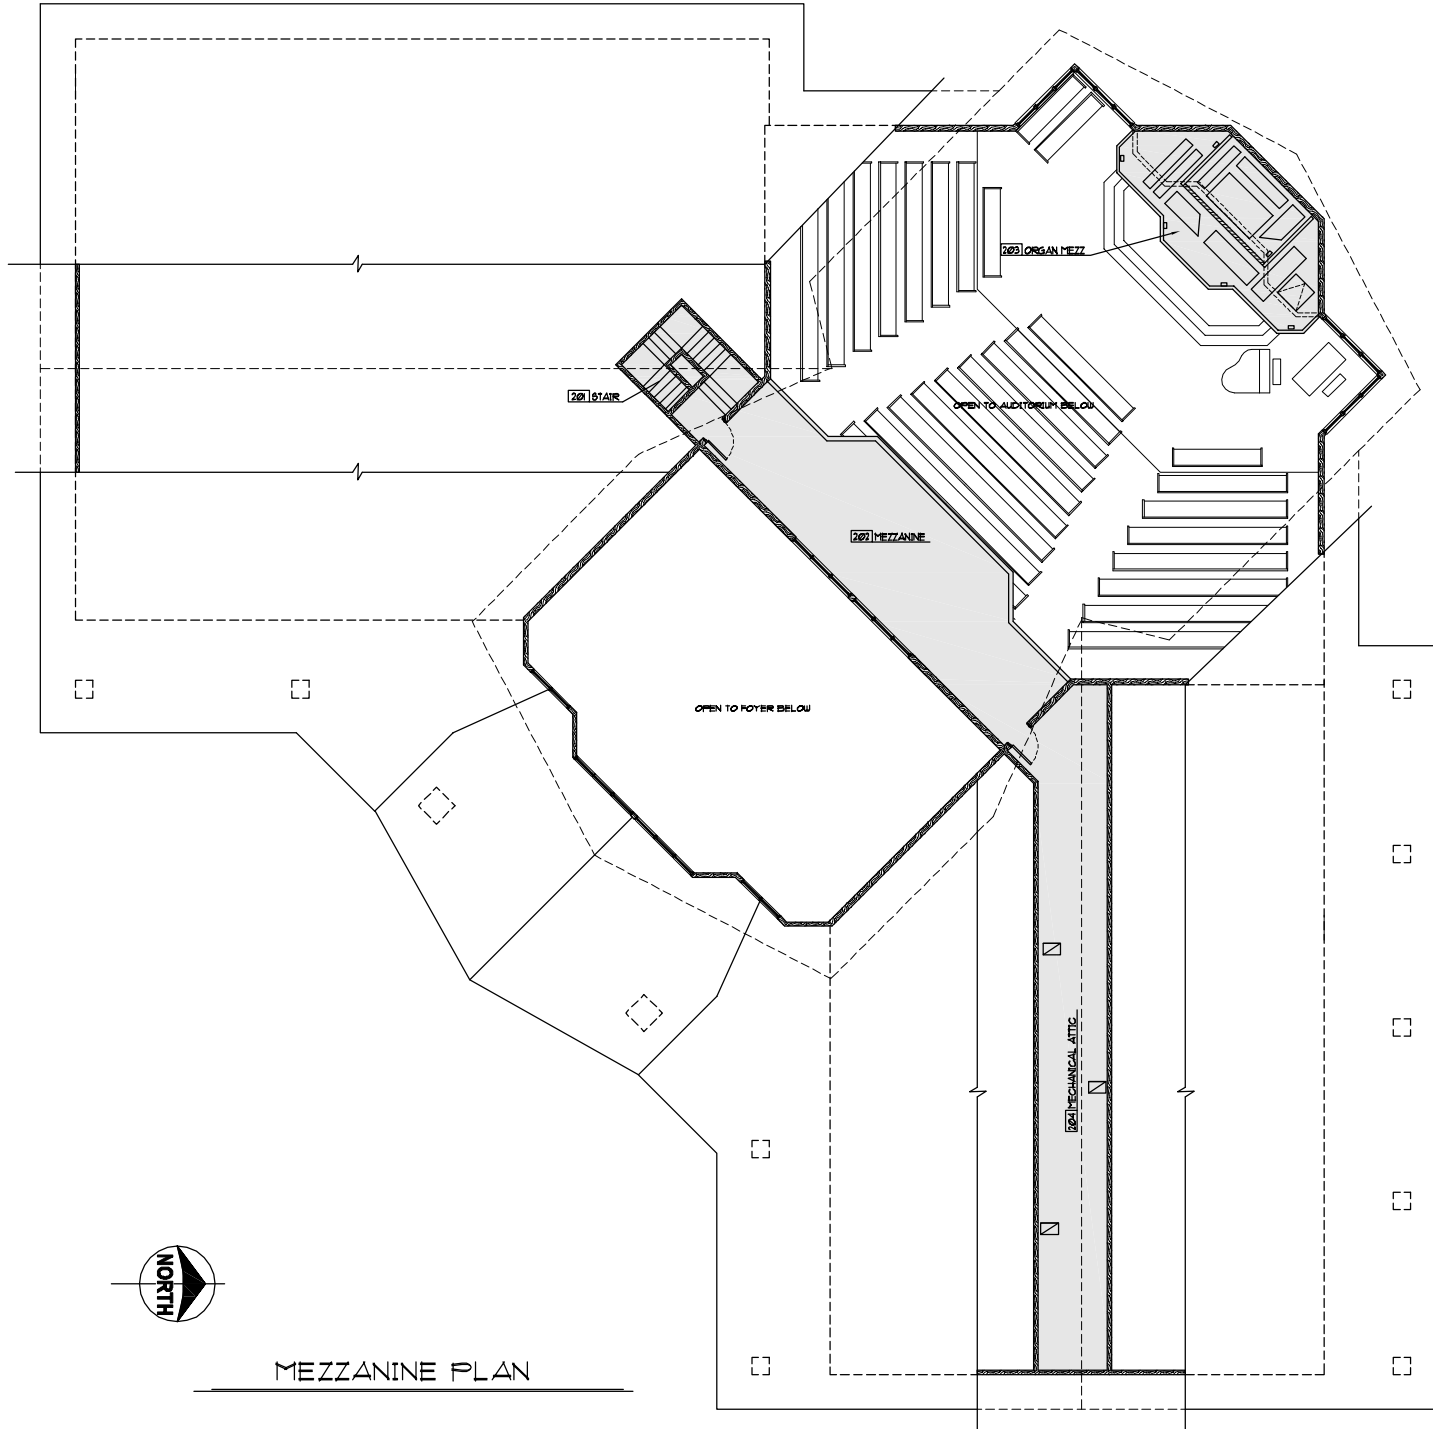 203 ORGAN MEZZ
201 STAIR
OPEN TO AUDITORIUM BELOW
202 MEZZANINE
OPEN TO FOYER BELOW
204 MECHANICAL ATTIC
NORTH
MEZZANINE PLAN